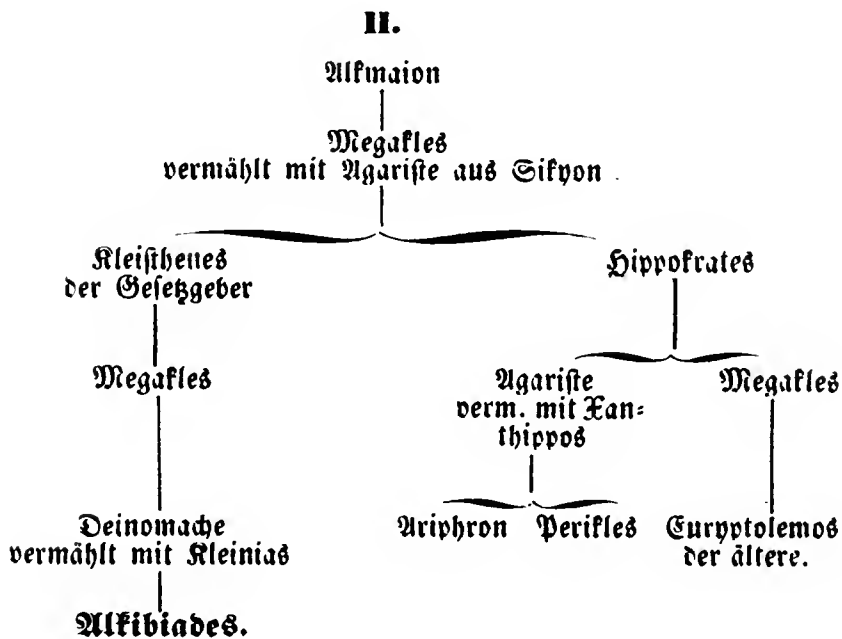 II.
Alkmaion
Megakles
vermählt mit Agariste aus Sikyon
Kleisthenes
der Gesetzgeber
Hippokrates
Megakles
Agariste
verm. mit Xan=
thippos
Megakles
Deinomache
vermählt mit Kleinias
Ariphron Perikles
Euryptolemos
der ältere.
Alkibiades.